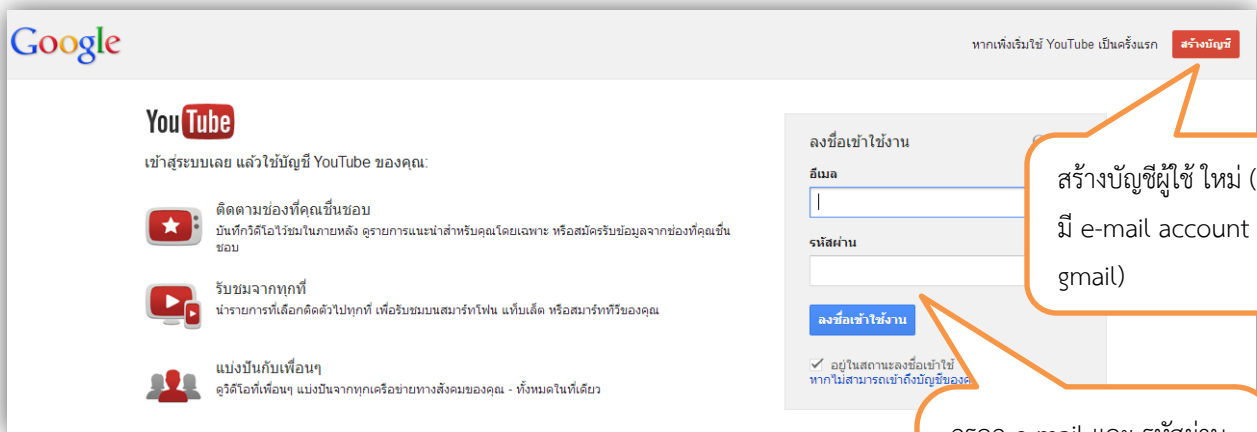 Google
หากเพิ่งเริ่มใช้ YouTube เป็นครั้งแรก
สร้างบัญชี
YouTube
เข้าสู่ระบบเลย แล้วใช้บัญชี YouTube ของคุณ:
ติดตามช่องที่คุณชื่นชอบ
บันทึกวิดีโอไว้ชมในภายหลัง ดูรายการแนะนำสำหรับคุณโดยเฉพาะ หรือสมัครรับข้อมูลจากช่องที่คุณชื่น
ชอบ
รับชมจากทุกที่
นำรายการที่เลือกติดตัวไปทุกที่ เพื่อรับชมบนสมาร์ทโฟน แท็บเล็ต หรือสมาร์ททีวีของคุณ
แบ่งปันกับเพื่อนๆ
ดูวิดีโอที่เพื่อนๆ แบ่งปันจากทุกเครือข่ายทางสังคมของคุณ - ทั้งหมดในที่เดียว
ลงชื่อเข้าใช้งาน
อีเมล
รหัสผ่าน
ลงชื่อเข้าใช้งาน
อยู่ในสถานะลงชื่อเข้าใช้
หากไม่สามารถเข้าถึงบัญชีของ
สร้างบัญชีผู้ใช้ ใหม่ (
มี e-mail account
gmail)
กรอก e-mail และ รหัสผ่าน